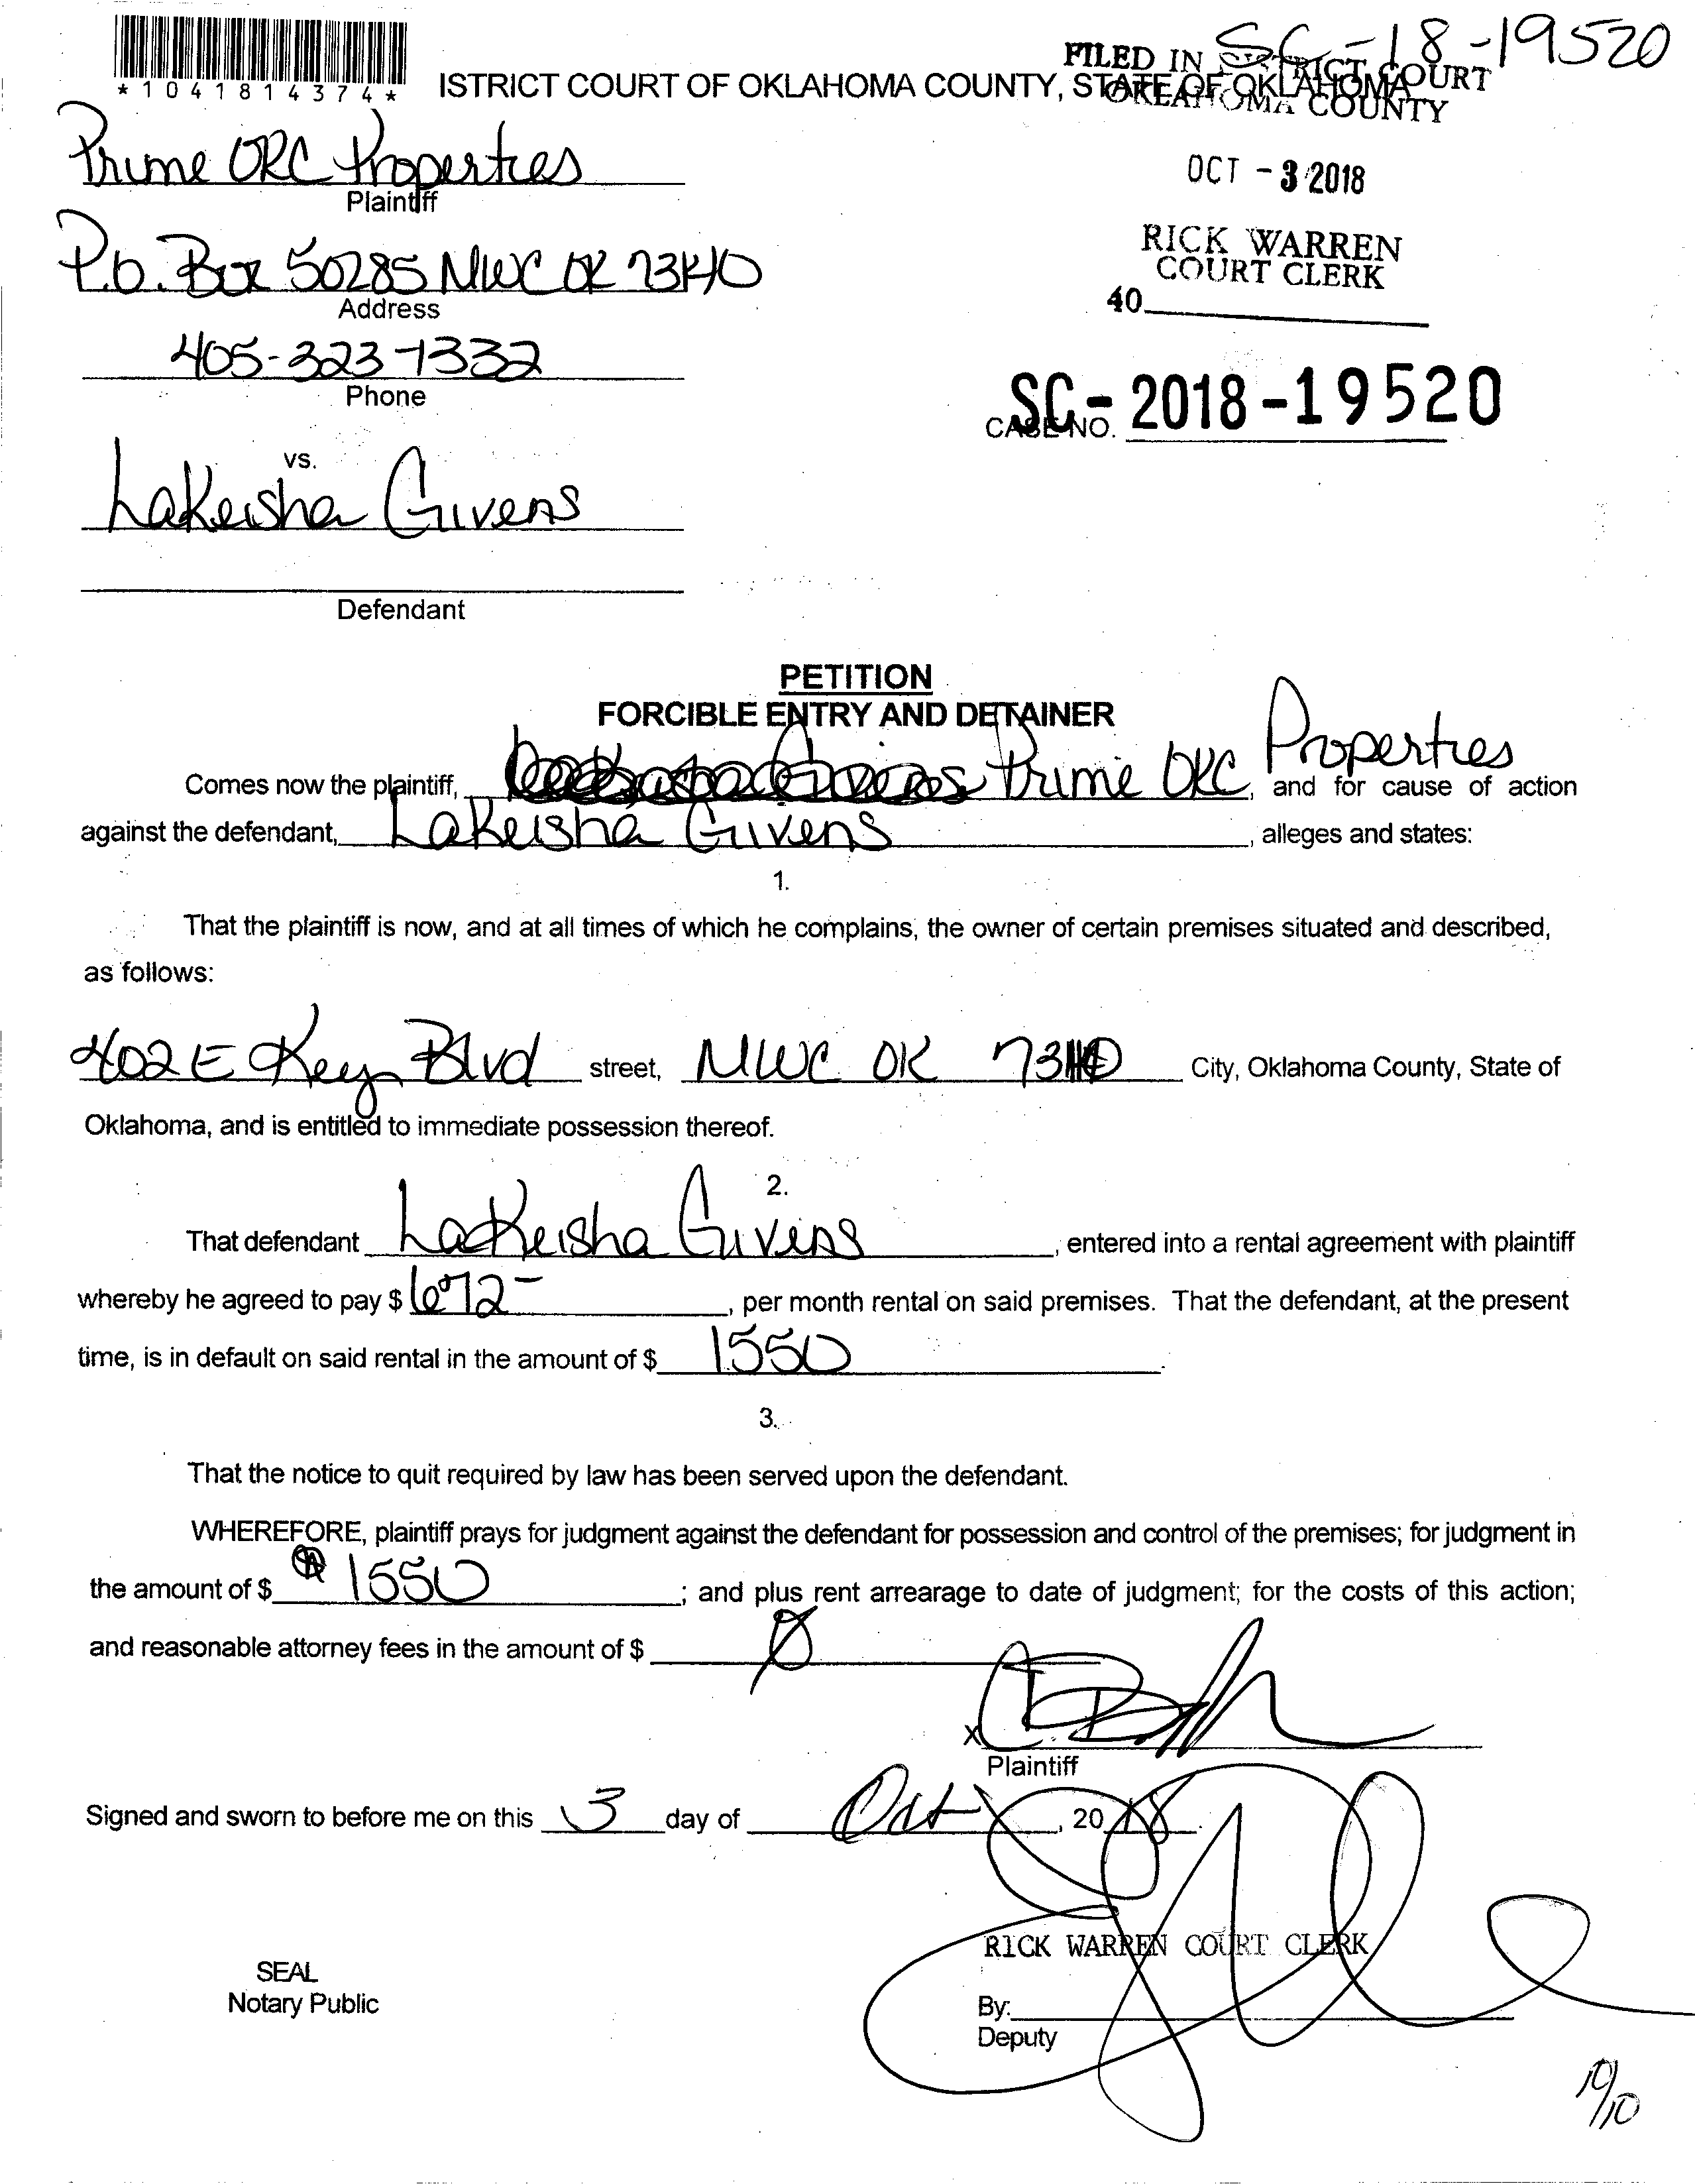 SC-18-19520
*1041814374*
ISTRICT COURT OF OKLAHOMA COUNTY, STATE OF OKLAHOMA
FILED IN DISTRICT COURT
OKLAHOMA COUNTY
Prime OKC Properties
Plaintiff
OCT - 3 2018
RICK WARREN
COURT CLERK
40
P.O. Box 50285 MWC OK 73140
Address
405-323-1332
Phone
SC - 2018 - 19520
CASE NO.
vs.
Lakeisha Givens
Defendant
PETITION
FORCIBLE ENTRY AND DETAINER
Comes now the plaintiff, Prime OKC Properties, and for cause of action
against the defendant, Lakeisha Givens, alleges and states:
1.
That the plaintiff is now, and at all times of which he complains, the owner of certain premises situated and described,
as follows:
402 E Key Blvd street, MWC OK 73110 City, Oklahoma County, State of
Oklahoma, and is entitled to immediate possession thereof.
2.
That defendant Lakeisha Givens, entered into a rental agreement with plaintiff
whereby he agreed to pay $ 672-, per month rental on said premises. That the defendant, at the present
time, is in default on said rental in the amount of $ 1550.
3.
That the notice to quit required by law has been served upon the defendant.
WHEREFORE, plaintiff prays for judgment against the defendant for possession and control of the premises; for judgment in
the amount of $ 1550; and plus rent arrearage to date of judgment; for the costs of this action;
and reasonable attorney fees in the amount of $ Ø
X
Plaintiff
Signed and sworn to before me on this 3 day of Oct, 2018.
RICK WARREN COURT CLERK
SEAL
Notary Public
By:
Deputy
10/10